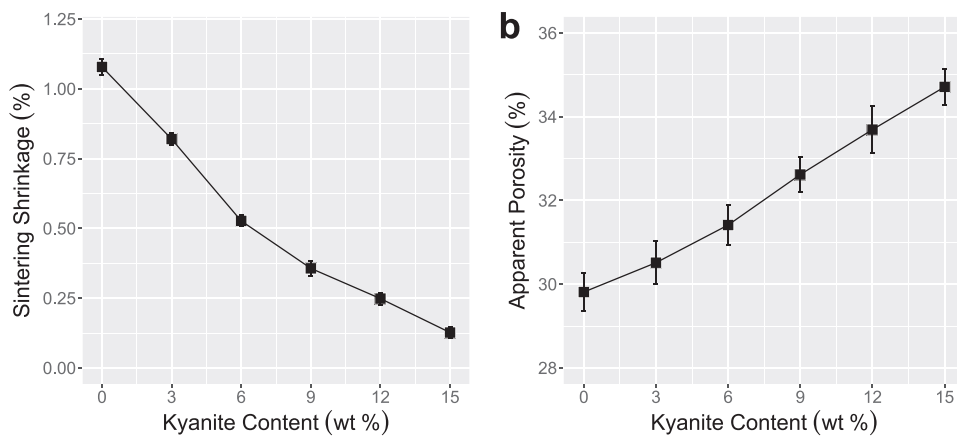 1.25
1.00
0.75
0.50
0.25
0.00
Sintering Shrinkage (%)
0 3 6 9 12 15
Kyanite Content (wt %)
b
36
34
32
30
28
Apparent Porosity (%)
0 3 6 9 12 15
Kyanite Content (wt %)